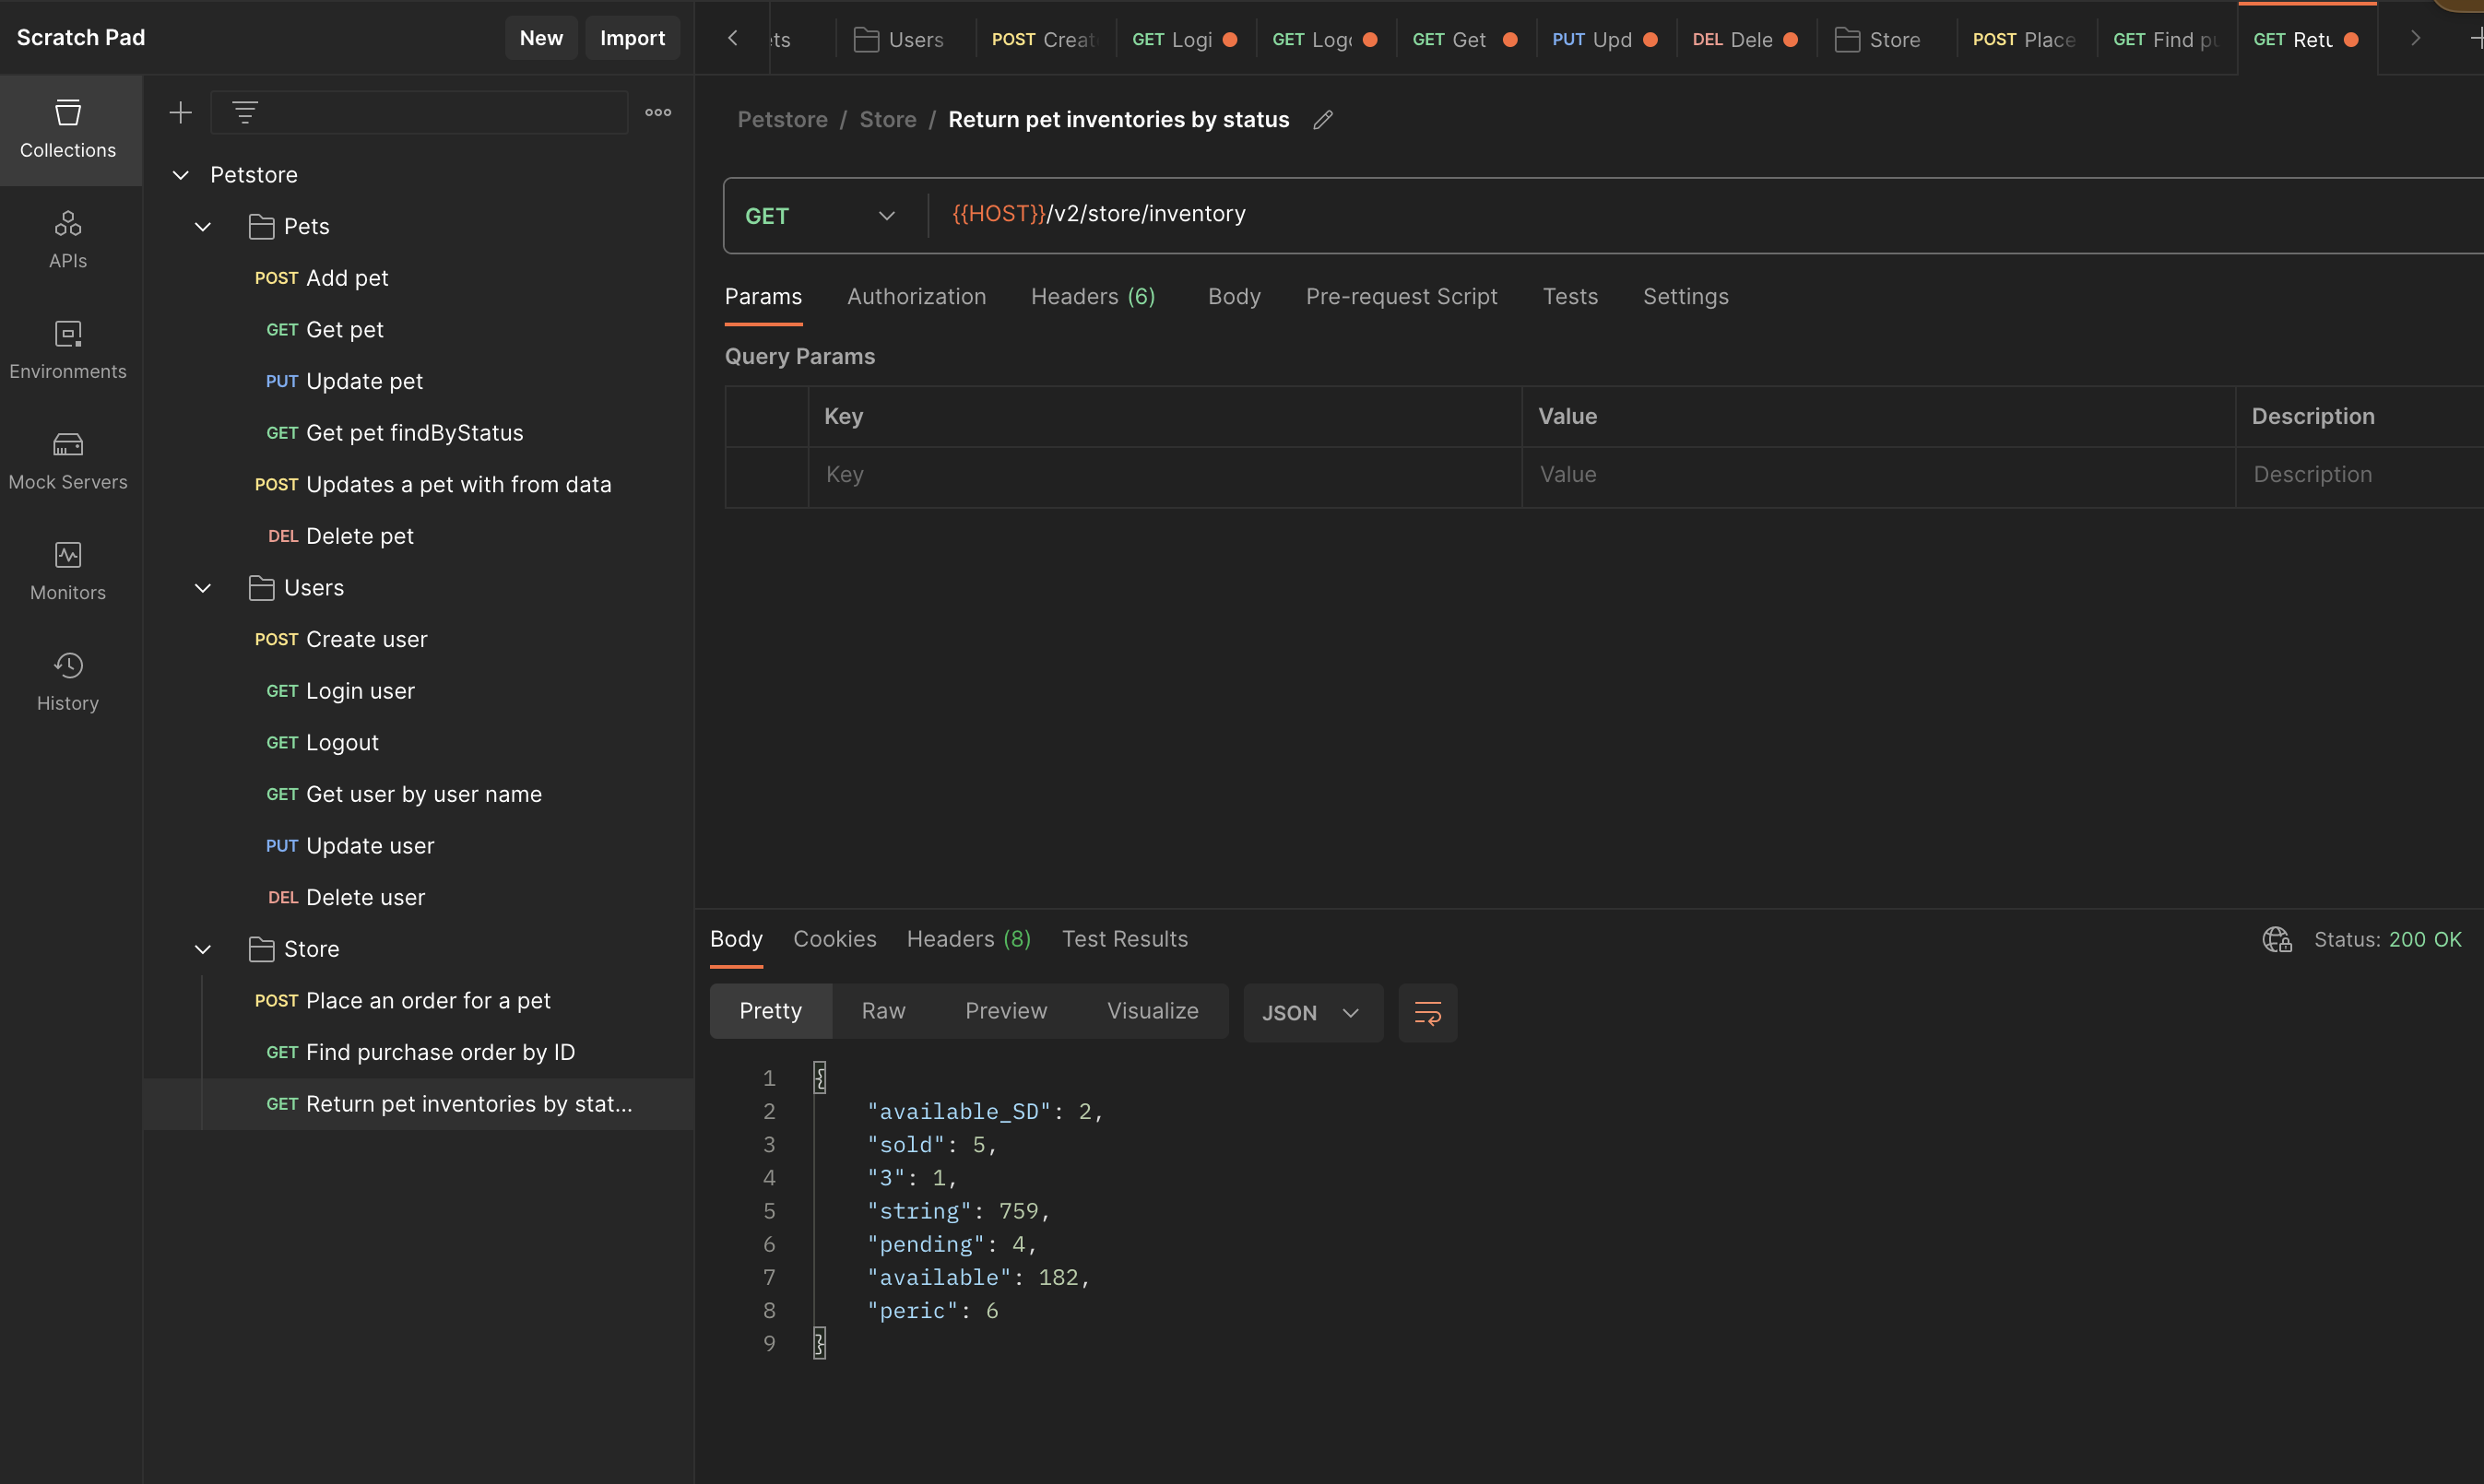 Scratch Pad
New
Import
Collections
APIs
Environments
Mock Servers
Monitors
History
Petstore
Pets
POST Add pet
GET Get pet
PUT Update pet
GET Get pet findByStatus
POST Updates a pet with from data
DEL Delete pet
Users
POST Create user
GET Login user
GET Logout
GET Get user by user name
PUT Update user
DEL Delete user
Store
POST Place an order for a pet
GET Find purchase order by ID
GET Return pet inventories by stat...
ts Users POST Creat GET Logi GET Log GET Get PUT Upd DEL Dele Store POST Place GET Find p GET Retu
Petstore / Store / Return pet inventories by status
GET {{HOST}}/v2/store/inventory
Params Authorization Headers (6) Body Pre-request Script Tests Settings
Query Params
Key Value Description
Key Value Description
Body Cookies Headers (8) Test Results Status: 200 OK
Pretty Raw Preview Visualize JSON
1 {
2 "available_SD": 2,
3 "sold": 5,
4 "3": 1,
5 "string": 759,
6 "pending": 4,
7 "available": 182,
8 "peric": 6
9 }